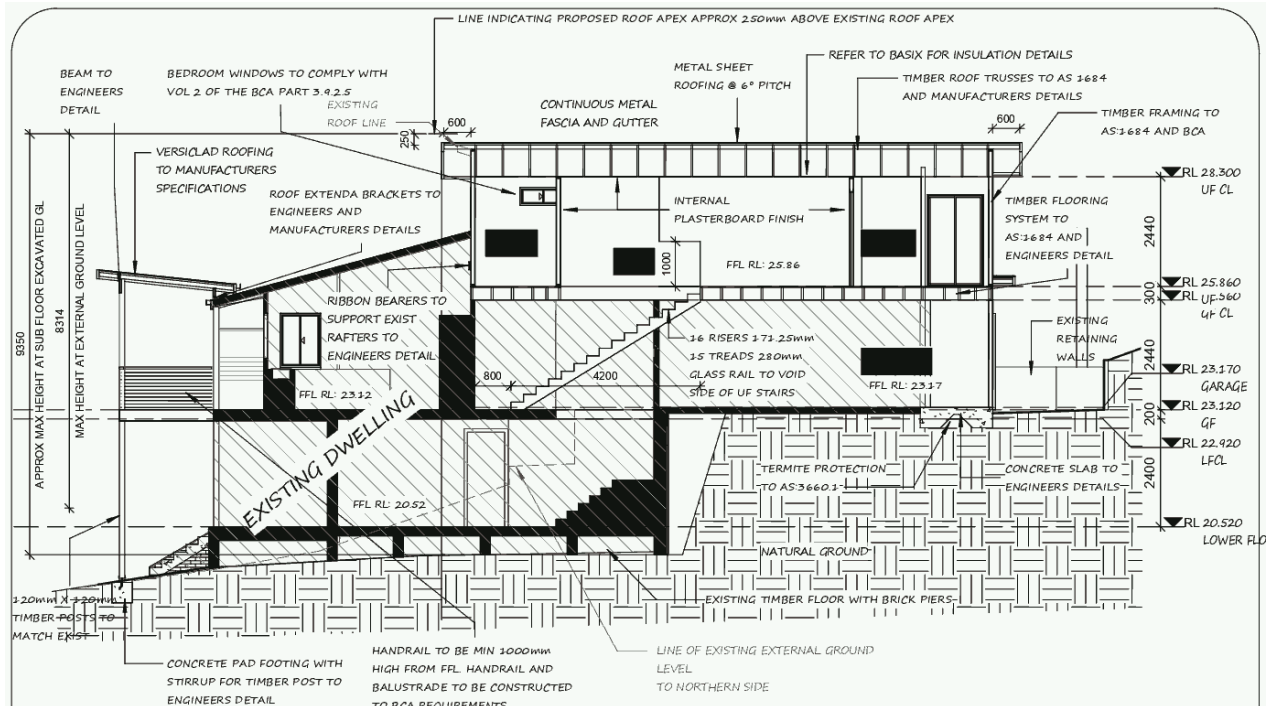 LINE INDICATING PROPOSED ROOF APEX APPROX 250mm ABOVE EXISTING ROOF APEX
BEAM TO
ENGINEERS
DETAIL
BEDROOM WINDOWS TO COMPLY WITH
VOL 2 OF THE BCA PART 3.9.2.5
EXISTING
ROOF LINE
METAL SHEET
ROOFING @ 6° PITCH
REFER TO BASIX FOR INSULATION DETAILS
TIMBER ROOF TRUSSES TO AS 1684
AND MANUFACTURERS DETAILS
CONTINUOUS METAL
FASCIA AND GUTTER
TIMBER FRAMING TO
AS:1684 AND BCA
600
600
250
VERSICLAD ROOFING
TO MANUFACTURERS
SPECIFICATIONS
ROOF EXTENDA BRACKETS TO
ENGINEERS AND
MANUFACTURERS DETAILS
INTERNAL
PLASTERBOARD FINISH
TIMBER FLOORING
SYSTEM TO
AS:1684 AND
ENGINEERS DETAIL
RL 28.300
UF CL
2440
1000
FFL RL: 25.86
RL 25.860
300
2440
RIBBON BEARERS TO
SUPPORT EXIST
RAFTERS TO
ENGINEERS DETAIL
16 RISERS 171.25mm
15 TREADS 280mm
GLASS RAIL TO VOID
SIDE OF UF STAIRS
EXISTING
RETAINING
WALLS
9350
APPROX MAX HEIGHT AT SUB FLOOR EXCAVATED GL
8314
MAX HEIGHT AT EXTERNAL GROUND LEVEL
800
4200
FFL RL: 23.12
FFL RL: 23.17
RL 23.170
GARAGE
RL 23.120
GF
200
RL 22.920
LFCL
2400
EXISTING DWELLING
FFL RL: 20.52
TERMITE PROTECTION
TO AS:3660.1
CONCRETE SLAB TO
ENGINEERS DETAILS
RL 20.520
LOWER FLO
NATURAL GROUND
EXISTING TIMBER FLOOR WITH BRICK PIERS
120mm X 120mm
TIMBER POSTS TO
MATCH EXIST
CONCRETE PAD FOOTING WITH
STIRRUP FOR TIMBER POST TO
ENGINEERS DETAIL
HANDRAIL TO BE MIN 1000mm
HIGH FROM FFL. HANDRAIL AND
BALUSTRADE TO BE CONSTRUCTED
TO BCA REQUIREMENTS
LINE OF EXISTING EXTERNAL GROUND
LEVEL
TO NORTHERN SIDE